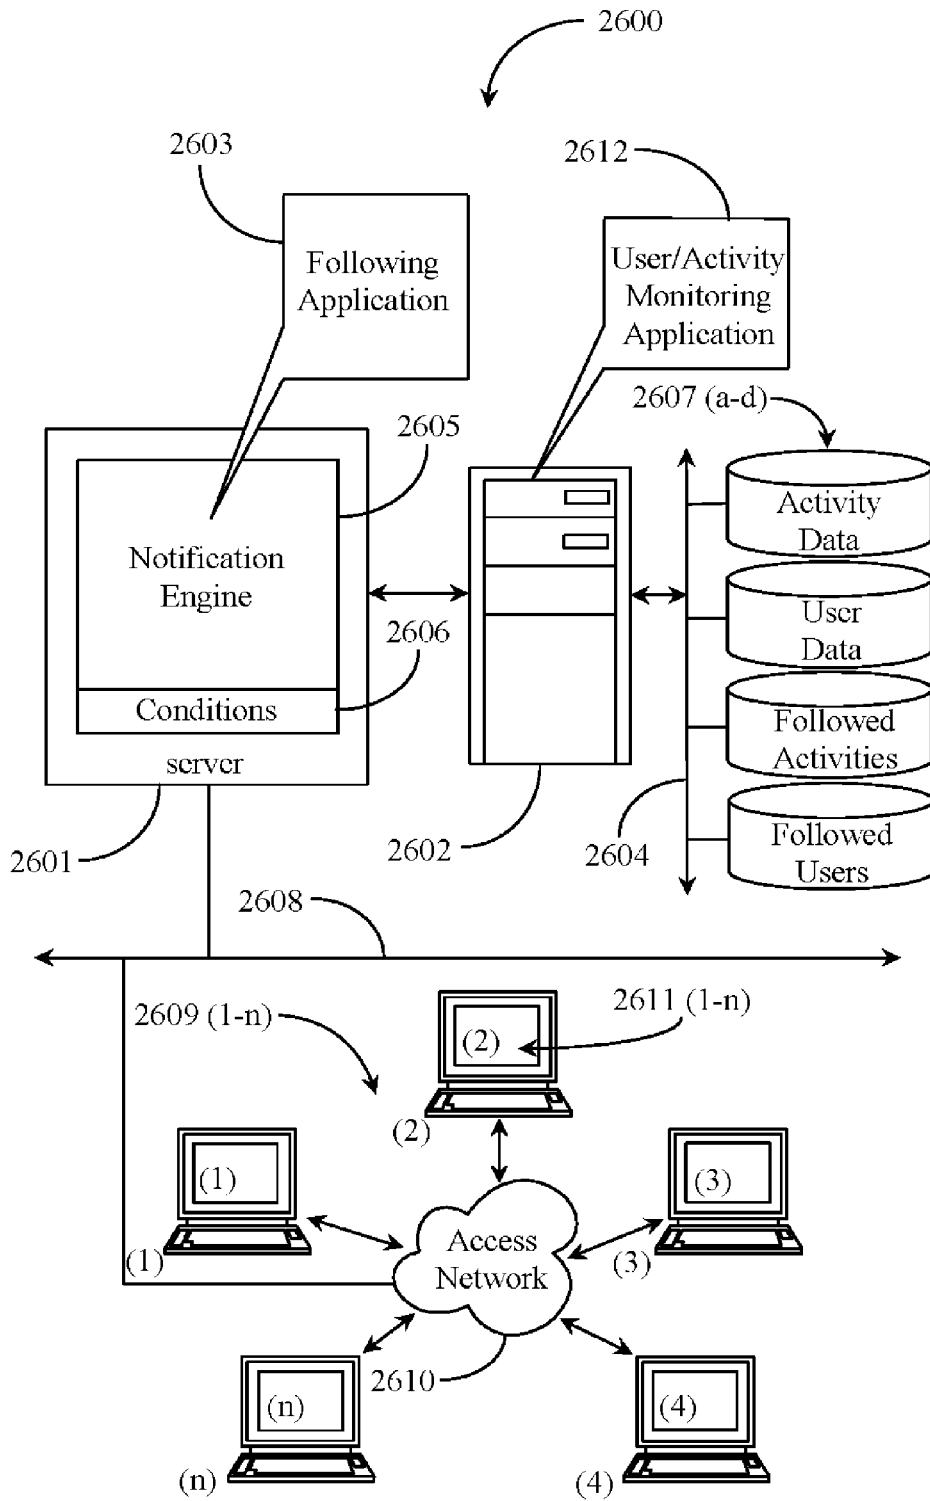 2600
2603
2612
Following
Application
User/Activity
Monitoring
Application
2607 (a-d)
2605
Activity
Data
Notification
Engine
User
Data
2606
Conditions
Followed
Activities
server
2601
2602
2604
Followed
Users
2608
2609 (1-n)
2611 (1-n)
(2)
(2)
(1)
(3)
(1)
Access
Network
(3)
2610
(n)
(4)
(n)
(4)